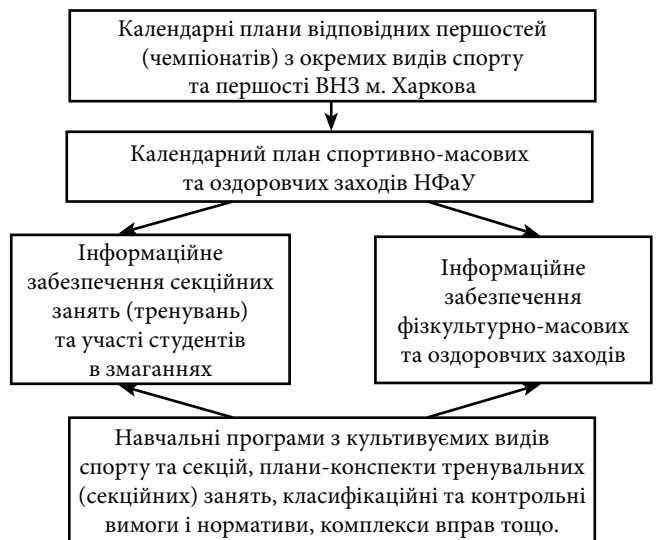 Календарні плани відповідних першостей
(чемпіонатів) з окремих видів спорту
та першості ВНЗ м. Харкова
Календарний план спортивно-масових
та оздоровчих заходів НФаУ
Інформаційне
забезпечення секційних
занять (тренувань)
та участі студентів
в змаганнях
Інформаційне
забезпечення
фізкультурно-масових
та оздоровчих заходів
Навчальні програми з культивуємих видів
спорту та секцій, плани-конспекти тренувальних
(секційних) занять, класифікаційні та контрольні
вимоги і нормативи, комплекси вправ тощо.